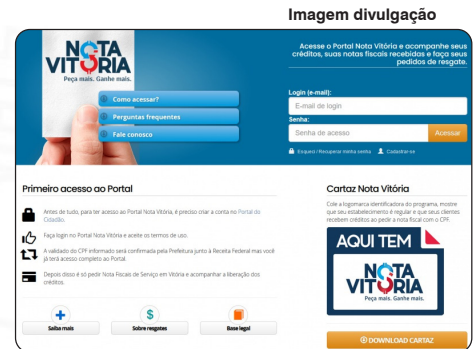 Imagem divulgação
NOTA
VITÓRIA
Peça mais. Ganhe mais.
Como acessar?
Perguntas frequentes
Fale conosco
Acesse o Portal Nota Vitória e acompanhe seus
créditos, suas notas fiscais recebidas e faça seus
pedidos de resgate.
Login (e-mail):
E-mail de login
Senha:
Senha de acesso
Acessar
Esqueci/Recuperar minha senha
Cadastrar-se
Primeiro acesso ao Portal
Antes de tudo, para ter acesso ao Portal Nota Vitória, é preciso criar a conta no Portal do
Cidadão.
Faça login no Portal Nota Vitória e aceite os termos de uso.
A validade do CPF informado será confirmada pela Prefeitura junto à Receita Federal mas você
já terá acesso completo ao Portal.
Depois disso é só pedir Nota Fiscais de Serviço em Vitória e acompanhar a liberação dos
créditos.
Saiba mais
Sobre resgates
Base legal
Cartaz Nota Vitória
Cole a logomarca identificadora do programa, mostre
que seu estabelecimento é regular e que seus clientes
recebem créditos ao pedir a nota fiscal com o CPF.
AQUI TEM
NOTA
VITÓRIA
Peça mais. Ganhe mais.
DOWNLOAD CARTAZ